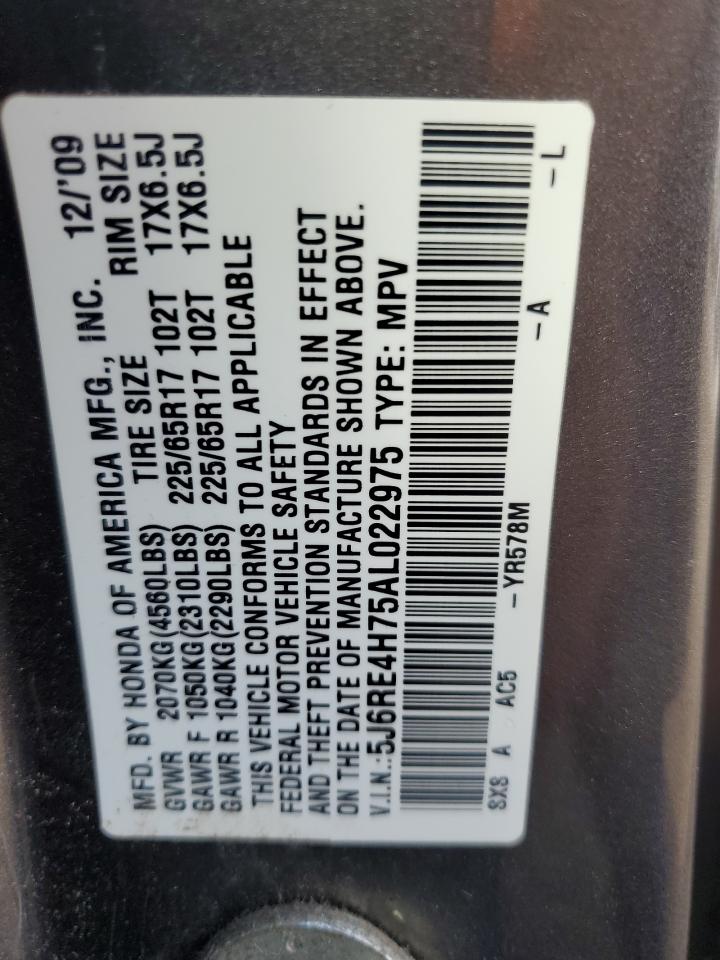 MFD. BY HONDA OF AMERICA MFG., INC. 12/'09
TIRE SIZE RIM SIZE
GVWR 2070KG(4560LBS)
GAWR F 1050KG(2310LBS) 225/65R17 102T 17X6.5J
GAWR R 1040KG(2290LBS) 225/65R17 102T 17X6.5J
THIS VEHICLE CONFORMS TO ALL APPLICABLE
FEDERAL MOTOR VEHICLE SAFETY
AND THEFT PREVENTION STANDARDS IN EFFECT
ON THE DATE OF MANUFACTURE SHOWN ABOVE.
V.I.N.:5J6RE4H75AL022975 TYPE: MPV
SXS A AC5 -YR578M -A -L